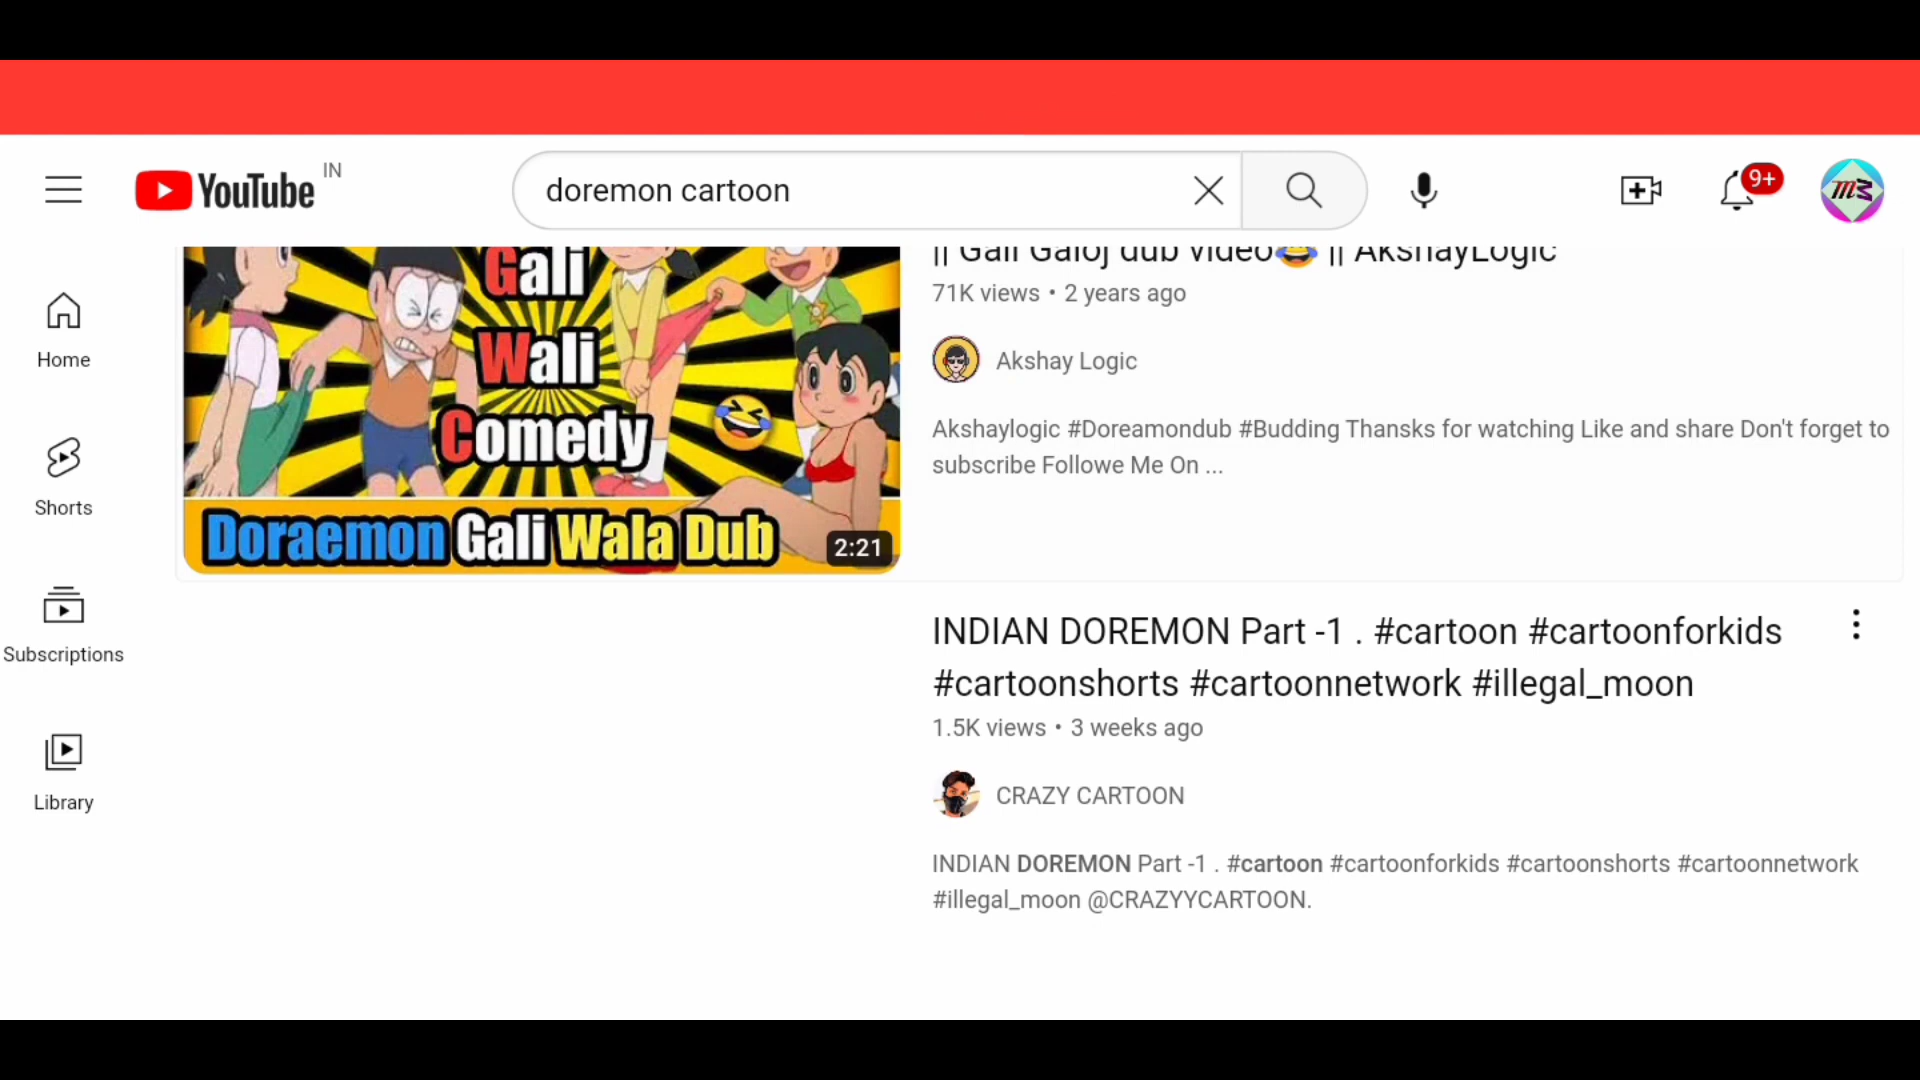 YouTube IN
doremon cartoon
9+
Home
Shorts
Subscriptions
Library
Gali
Wali
Comedy
Doraemon Gali Wala Dub
2:21
|| Gali Galoj dub video😂 || AkshayLogic
71K views • 2 years ago
Akshay Logic
Akshaylogic #Doreamondub #Budding Thansks for watching Like and share Don't forget to
subscribe Followe Me On ...
INDIAN DOREMON Part -1 . #cartoon #cartoonforkids
#cartoonshorts #cartoonnetwork #illegal_moon
1.5K views • 3 weeks ago
CRAZY CARTOON
INDIAN DOREMON Part -1 . #cartoon #cartoonforkids #cartoonshorts #cartoonnetwork
#illegal_moon @CRAZYYCARTOON.